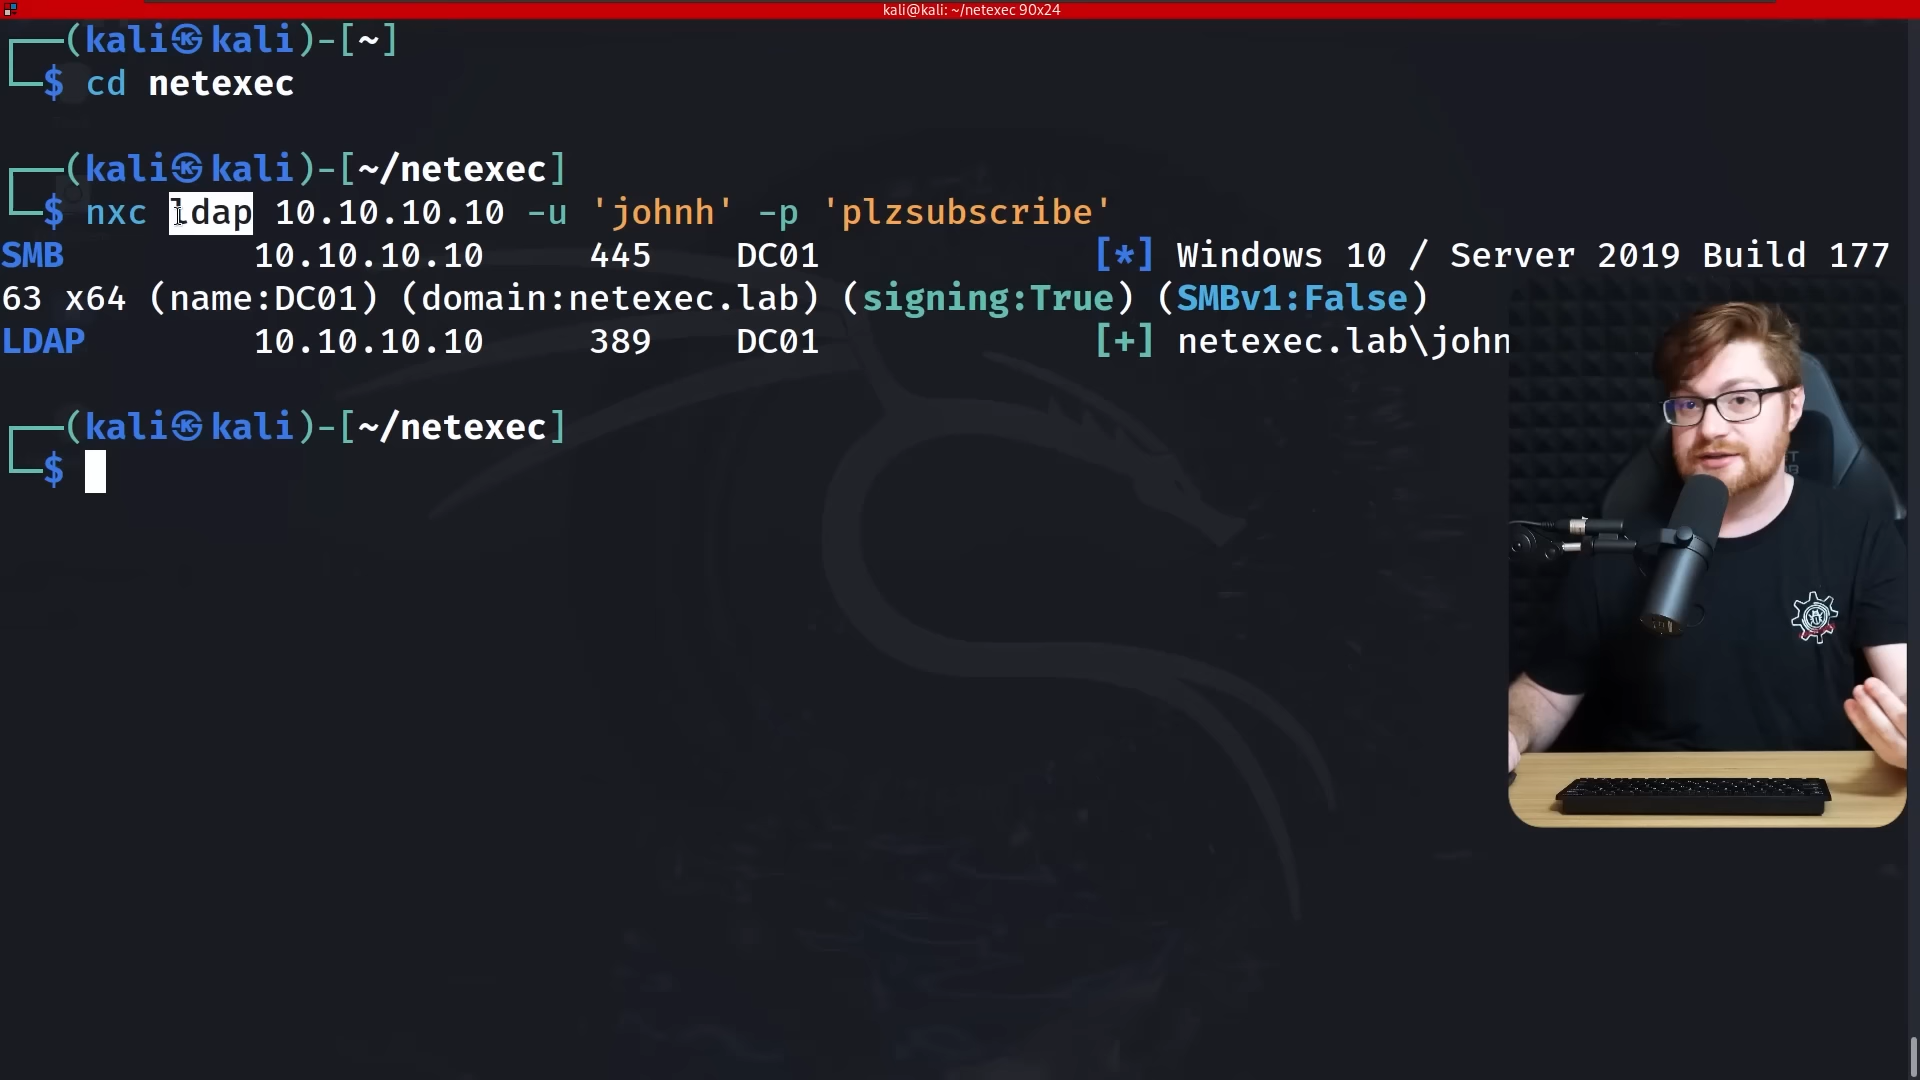 kali@kali: ~/netexec 90x24
┌──(kali㉿kali)-[~]
└─$ cd netexec
┌──(kali㉿kali)-[~/netexec]
└─$ nxc ldap 10.10.10.10 -u 'johnh' -p 'plzsubscribe'
SMB 10.10.10.10 445 DC01 [*] Windows 10 / Server 2019 Build 177
63 x64 (name:DC01) (domain:netexec.lab) (signing:True) (SMBv1:False)
LDAP 10.10.10.10 389 DC01 [+] netexec.lab\john
┌──(kali㉿kali)-[~/netexec]
└─$